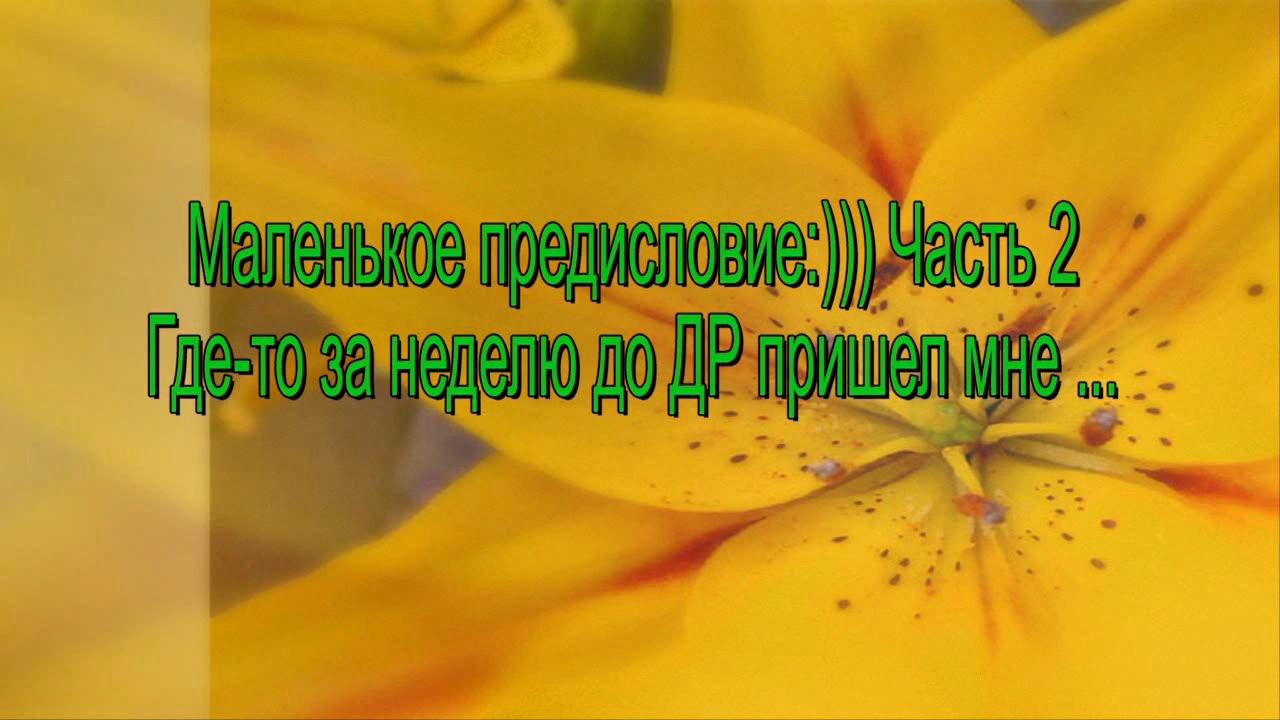 Маленькое предисловие:))) Часть 2
Где-то за неделю до ДР пришел мне ...